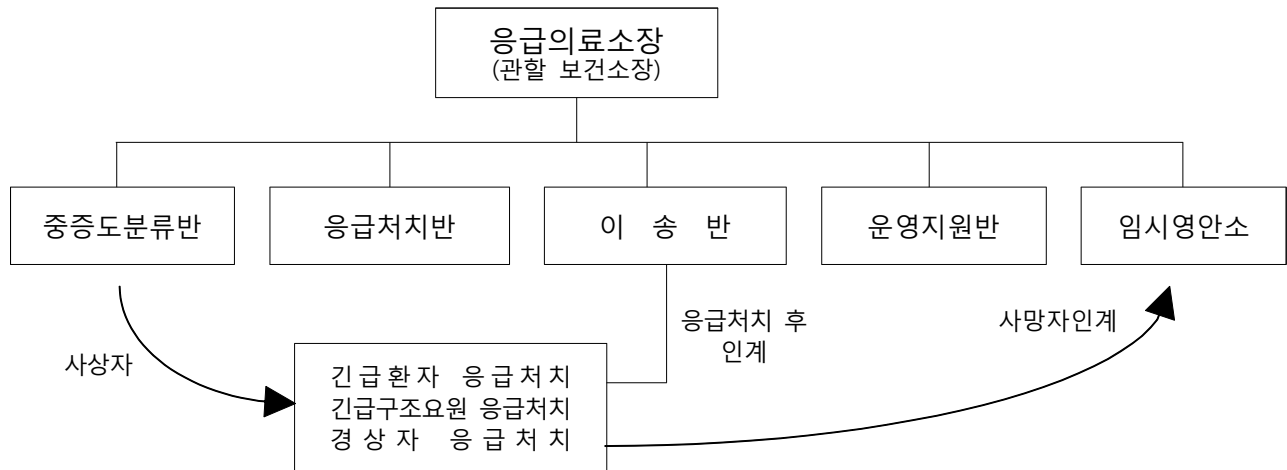 응급의료소장
(관할 보건소장)
중증도분류반
응급처치반
이 송 반
운영지원반
임시영안소
응급처치 후
인계
사망자인계
사상자
긴급환자 응급처치
긴급구조요원 응급처치
경상자 응급처치